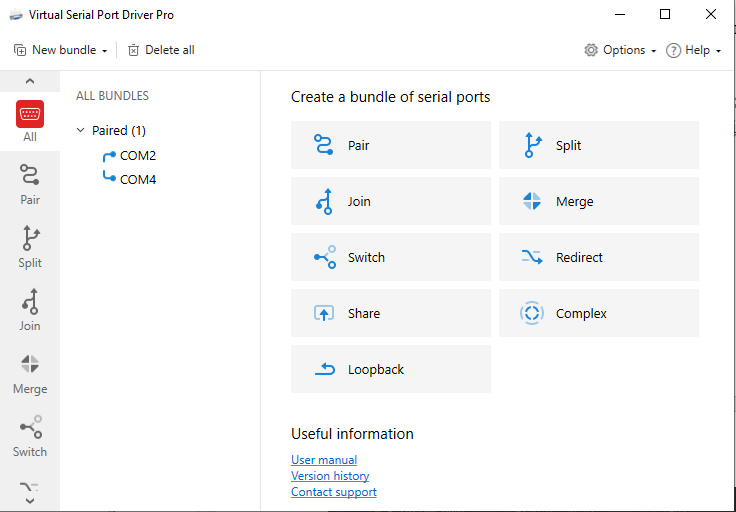 Virtual Serial Port Driver Pro
New bundle
Delete all
Options
Help
All
Pair
Split
Join
Merge
Switch
ALL BUNDLES
Paired (1)
COM2
COM4
Create a bundle of serial ports
Pair
Split
Join
Merge
Switch
Redirect
Share
Complex
Loopback
Useful information
User manual
Version history
Contact support